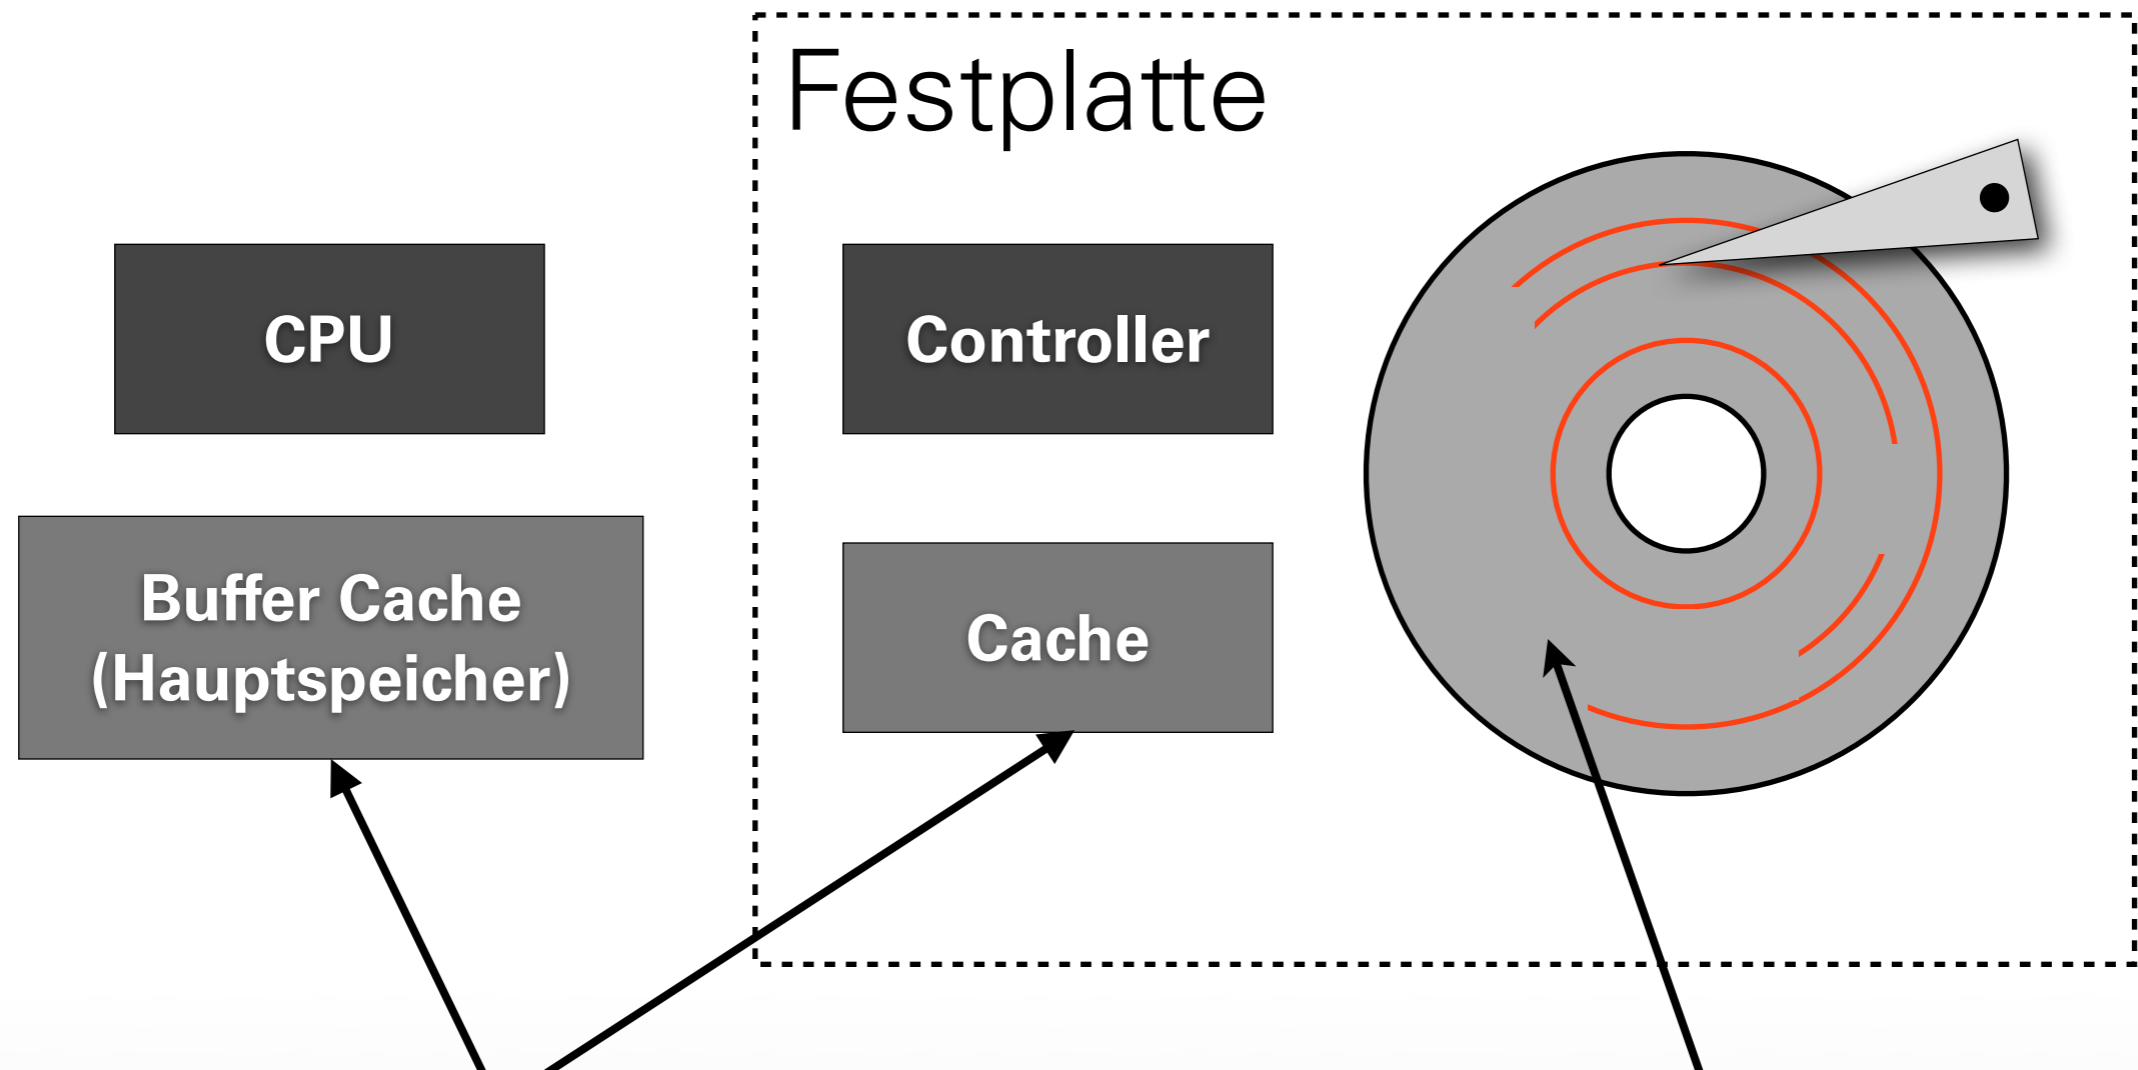 Festplatte
CPU
Controller
Buffer Cache
(Hauptspeicher)
Cache